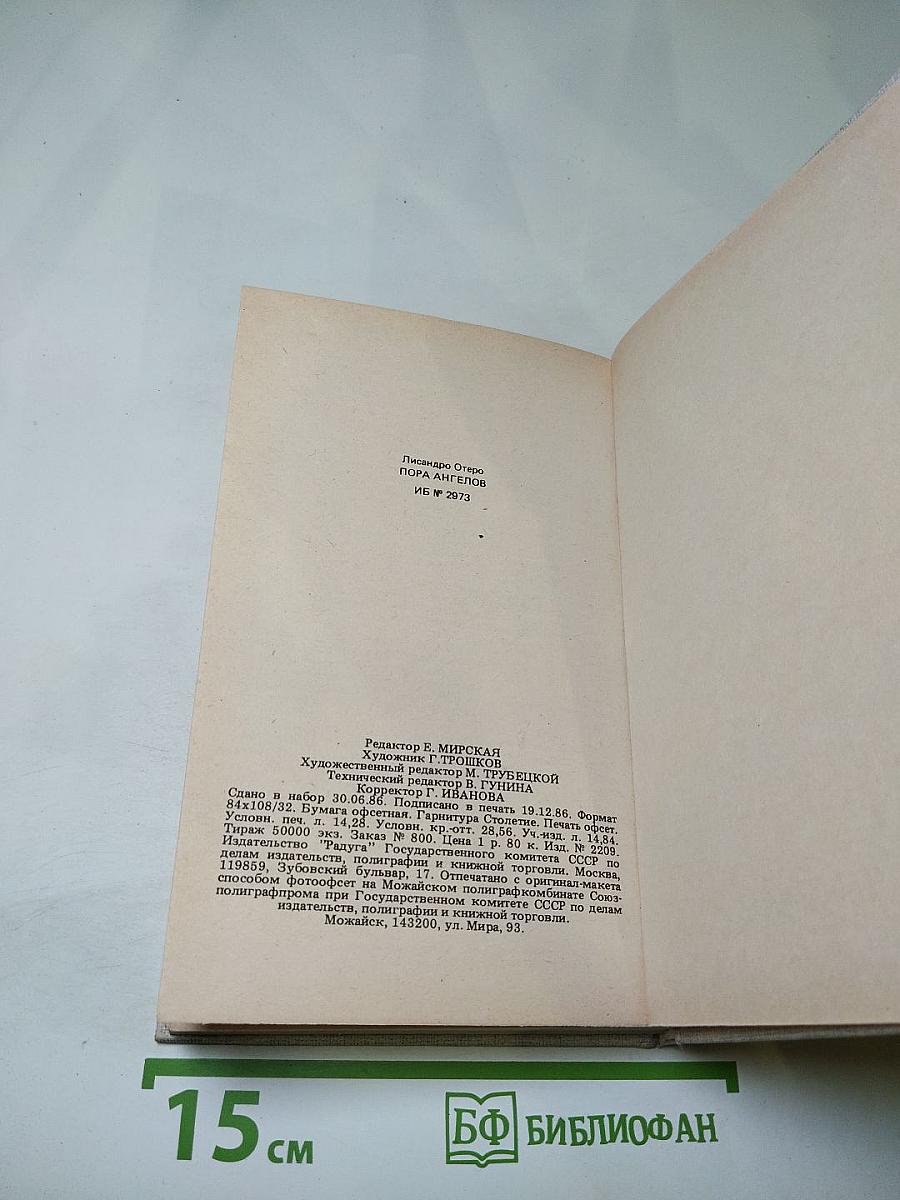 Лисандро Отеро
ПОРА АНГЕЛОВ
ИБ № 2973
Редактор Е. МИРСКАЯ
Художник Г.ТРОШКОВ
Художественный редактор М. ТРУБЕЦКОЙ
Технический редактор В. ГУНИНА
Корректор Г. ИВАНОВА
Сдано в набор 30.06.86. Подписано в печать 19.12.86. Формат
84х108/32. Бумага офсетная. Гарнитура Столетие. Печать офсет.
Условн. печ. л. 14,28. Условн. кр.-отт. 28,56. Уч.-изд. л. 14,84.
Тираж 50000 экз. Заказ № 800. Цена 1 р. 80 к. Изд. № 2209.
Издательство "Радуга" Государственного комитета СССР по
делам издательств, полиграфии и книжной торговли. Москва,
119859, Зубовский бульвар, 17. Отпечатано с оригинал-макета
способом фотоофсет на Можайском полиграфкомбинате Союз-
полиграфпрома при Государственном комитете СССР по делам
издательств, полиграфии и книжной торговли.
Можайск, 143200, ул. Мира, 93.
15 см
БФ БИБЛИОФАН